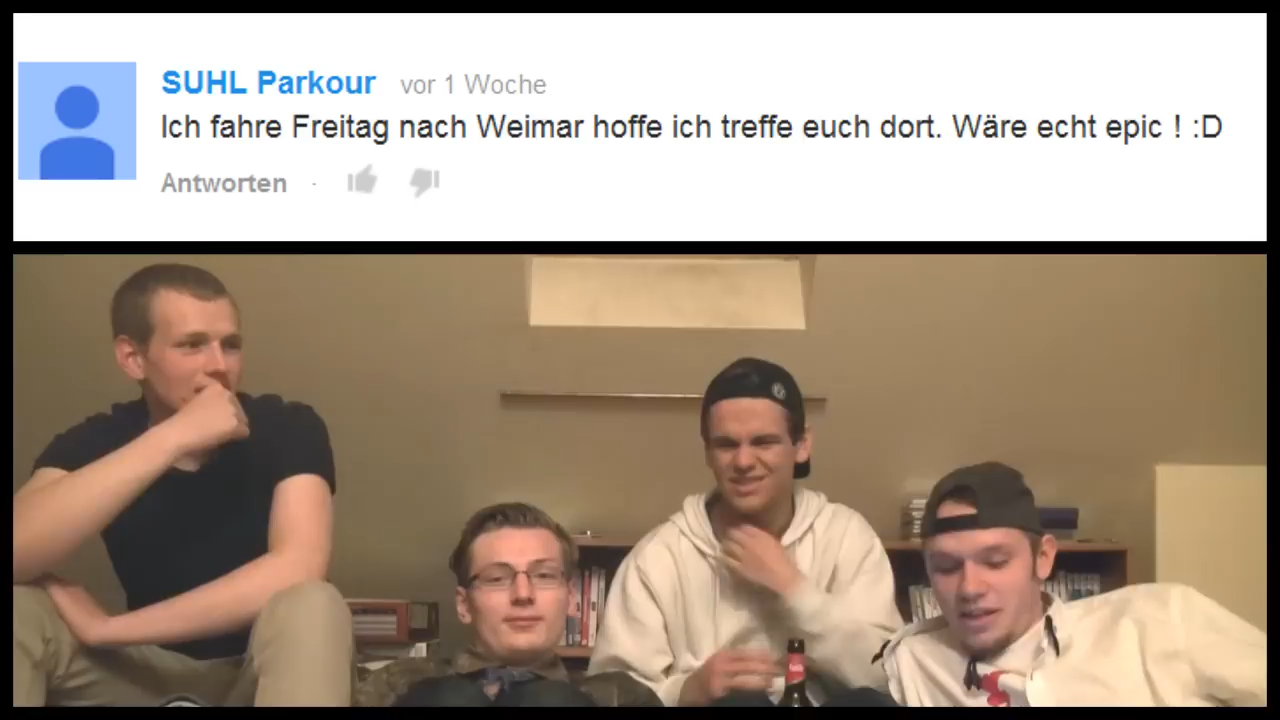 SUHL Parkour vor 1 Woche
Ich fahre Freitag nach Weimar hoffe ich treffe euch dort. Wäre echt epic ! :D
Antworten ·